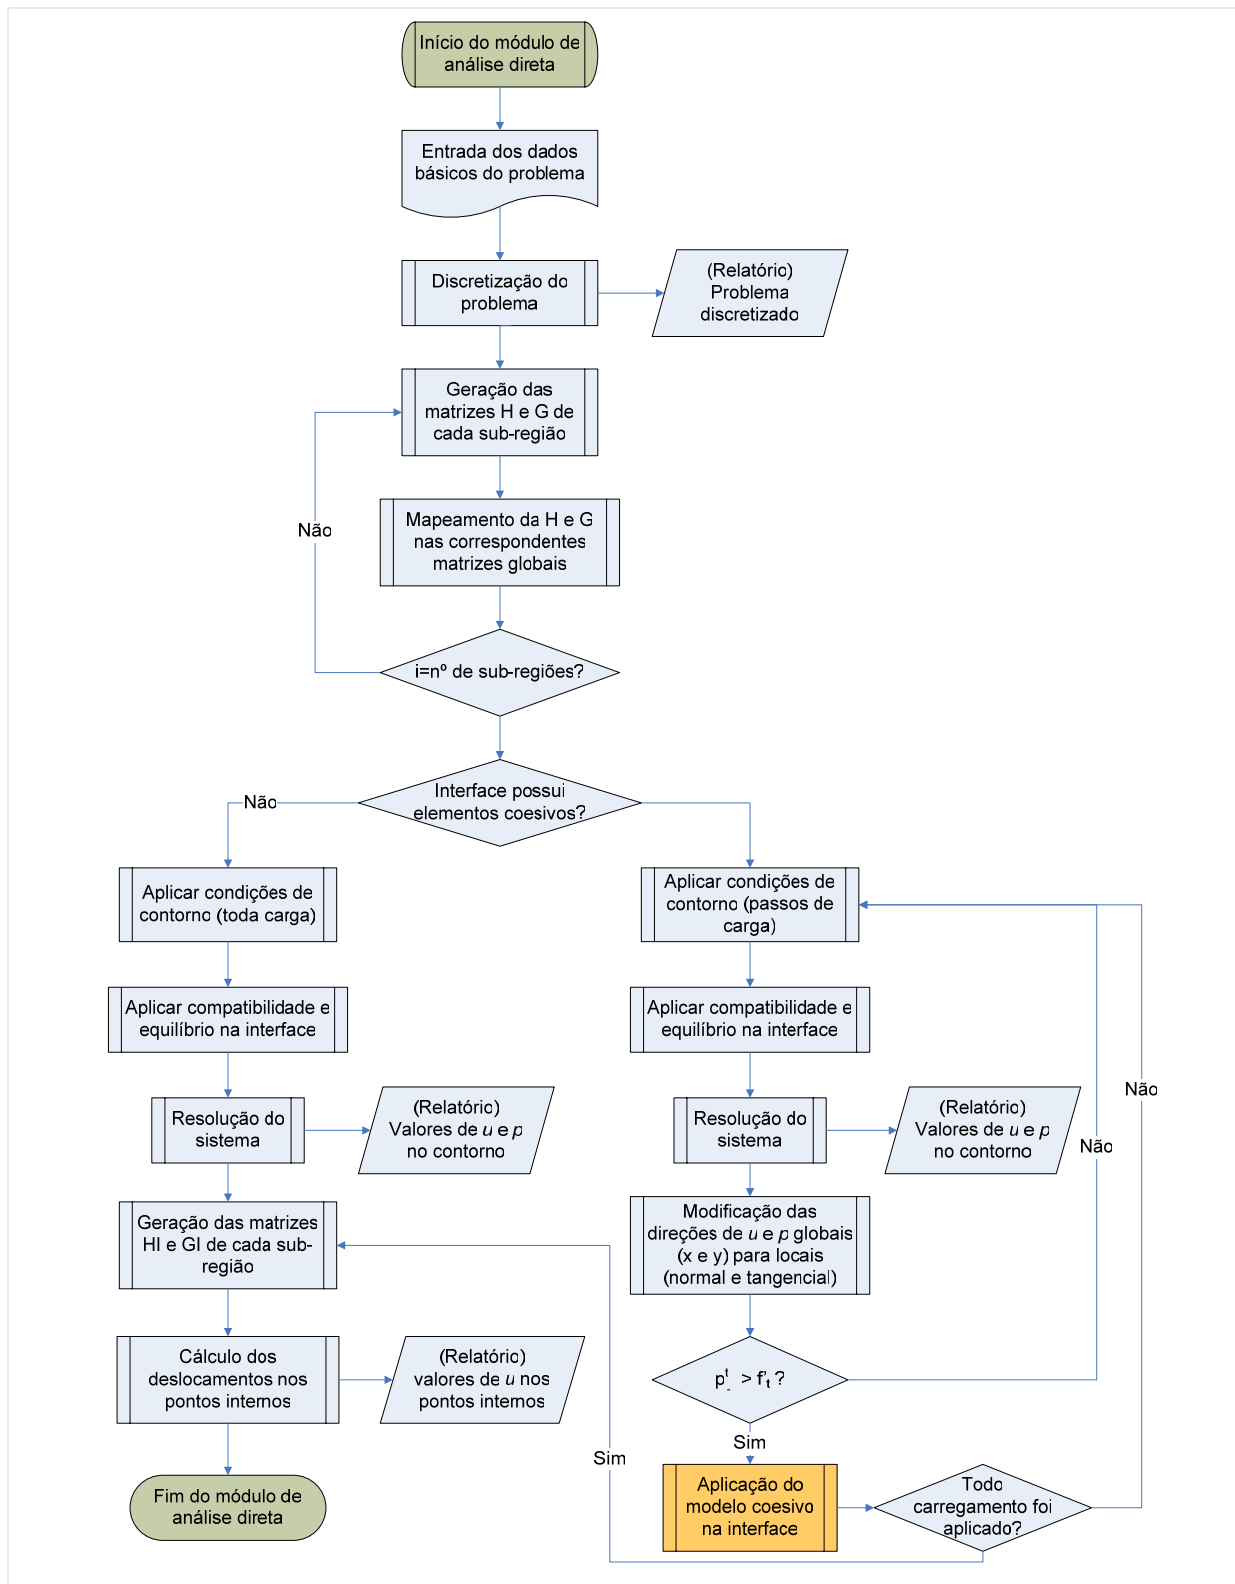 Início do módulo de
análise direta
Entrada dos dados
básicos do problema
Discretização do
problema
(Relatório)
Problema
discretizado
Geração das
matrizes H e G de
cada sub-região
Não
Mapeamento da H e G
nas correspondentes
matrizes globais
i=nº de sub-regiões?
Interface possui
elementos coesivos?
Não
Aplicar condições de
contorno (toda carga)
Aplicar condições de
contorno (passos de
carga)
Aplicar compatibilidade e
equilíbrio na interface
Aplicar compatibilidade e
equilíbrio na interface
Resolução do
sistema
(Relatório)
Valores de u e p
no contorno
Resolução do
sistema
(Relatório)
Valores de u e p
no contorno
Não
Não
Geração das matrizes
HI e GI de cada sub-
região
Modificação das
direções de u e p globais
(x e y) para locais
(normal e tangencial)
Cálculo dos
deslocamentos nos
pontos internos
(Relatório)
valores de u nos
pontos internos
p_^t > f'_t ?
Sim
Sim
Fim do módulo de
análise direta
Aplicação do
modelo coesivo
na interface
Todo
carregamento foi
aplicado?